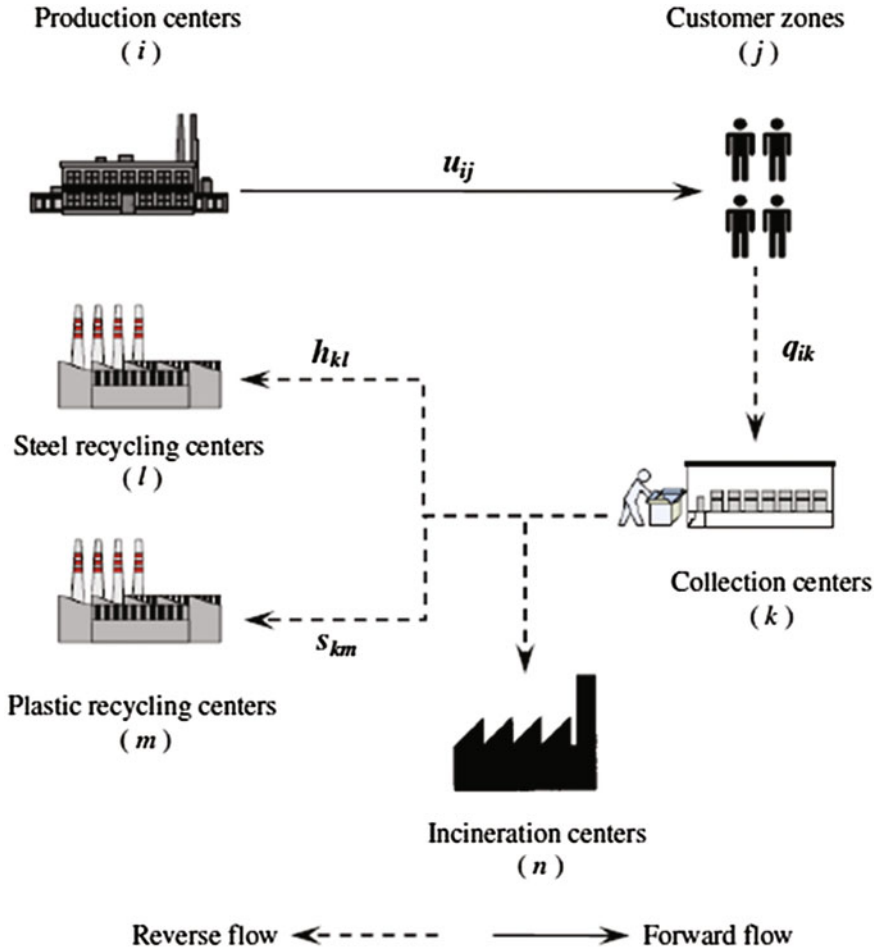 Production centers
( i )
Customer zones
( j )
u_ij
h_kl
q_ik
Steel recycling centers
( l )
Collection centers
( k )
s_km
Plastic recycling centers
( m )
Incineration centers
( n )
Reverse flow
Forward flow